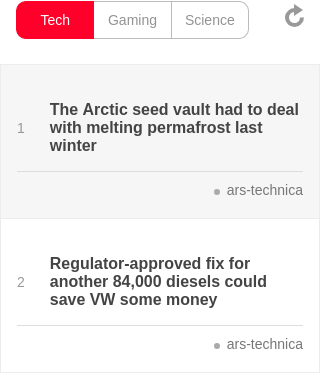 Tech Gaming Science
1 The Arctic seed vault had to deal
with melting permafrost last
winter
ars-technica
2 Regulator-approved fix for
another 84,000 diesels could
save VW some money
ars-technica